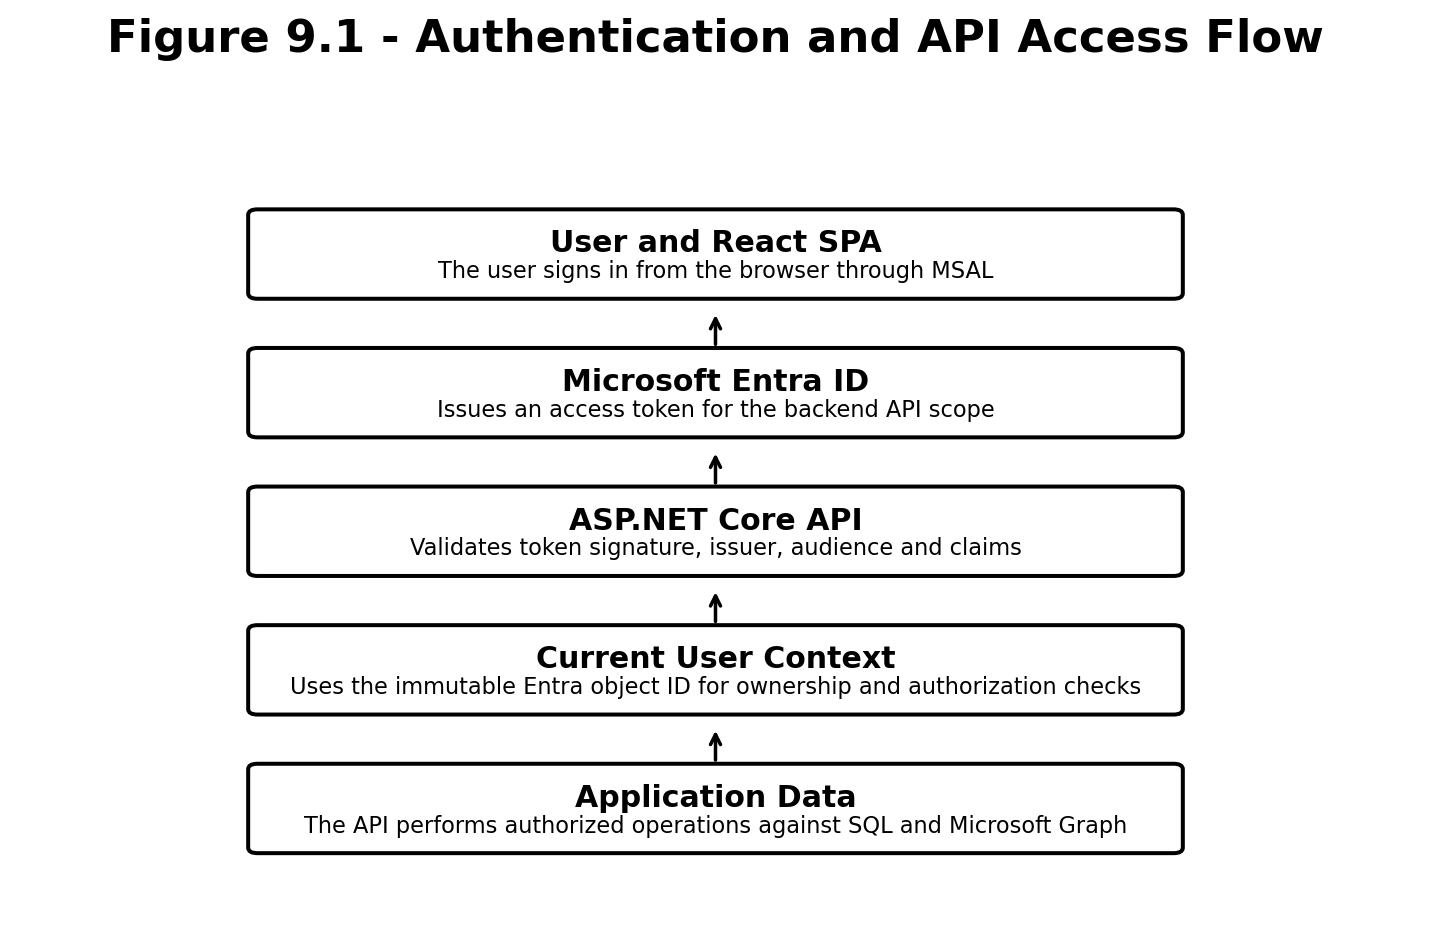 Figure 9.1 - Authentication and API Access Flow
User and React SPA
The user signs in from the browser through MSAL
Microsoft Entra ID
Issues an access token for the backend API scope
ASP.NET Core API
Validates token signature, issuer, audience and claims
Current User Context
Uses the immutable Entra object ID for ownership and authorization checks
Application Data
The API performs authorized operations against SQL and Microsoft Graph